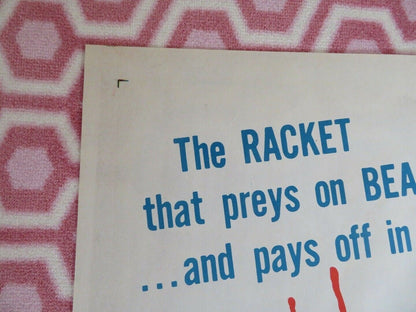 The RACKET
that preys on BEA
...and pays off in